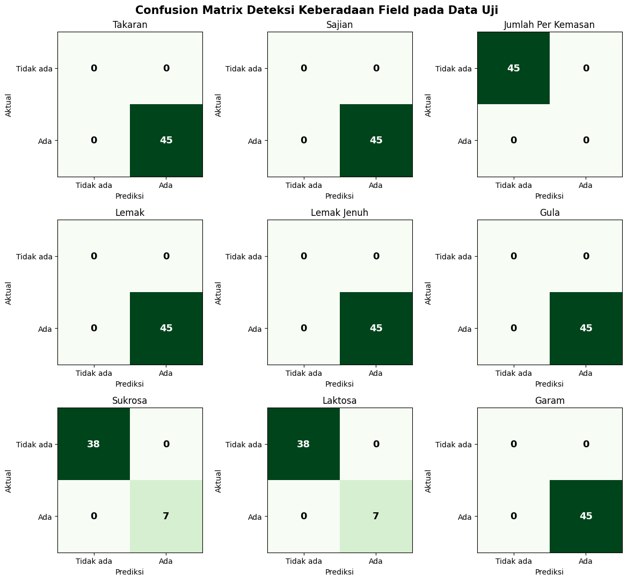 Confusion Matrix Deteksi Keberadaan Field pada Data Uji
Takaran
Aktual
Tidak ada
0
0
Ada
0
45
Tidak ada
Ada
Prediksi
Sajian
Aktual
Tidak ada
0
0
Ada
0
45
Tidak ada
Ada
Prediksi
Jumlah Per Kemasan
Aktual
Tidak ada
45
0
Ada
0
0
Tidak ada
Ada
Prediksi
Lemak
Aktual
Tidak ada
0
0
Ada
0
45
Tidak ada
Ada
Prediksi
Lemak Jenuh
Aktual
Tidak ada
0
0
Ada
0
45
Tidak ada
Ada
Prediksi
Gula
Aktual
Tidak ada
0
0
Ada
0
45
Tidak ada
Ada
Prediksi
Sukrosa
Aktual
Tidak ada
38
0
Ada
0
7
Tidak ada
Ada
Prediksi
Laktosa
Aktual
Tidak ada
38
0
Ada
0
7
Tidak ada
Ada
Prediksi
Garam
Aktual
Tidak ada
0
0
Ada
0
45
Tidak ada
Ada
Prediksi